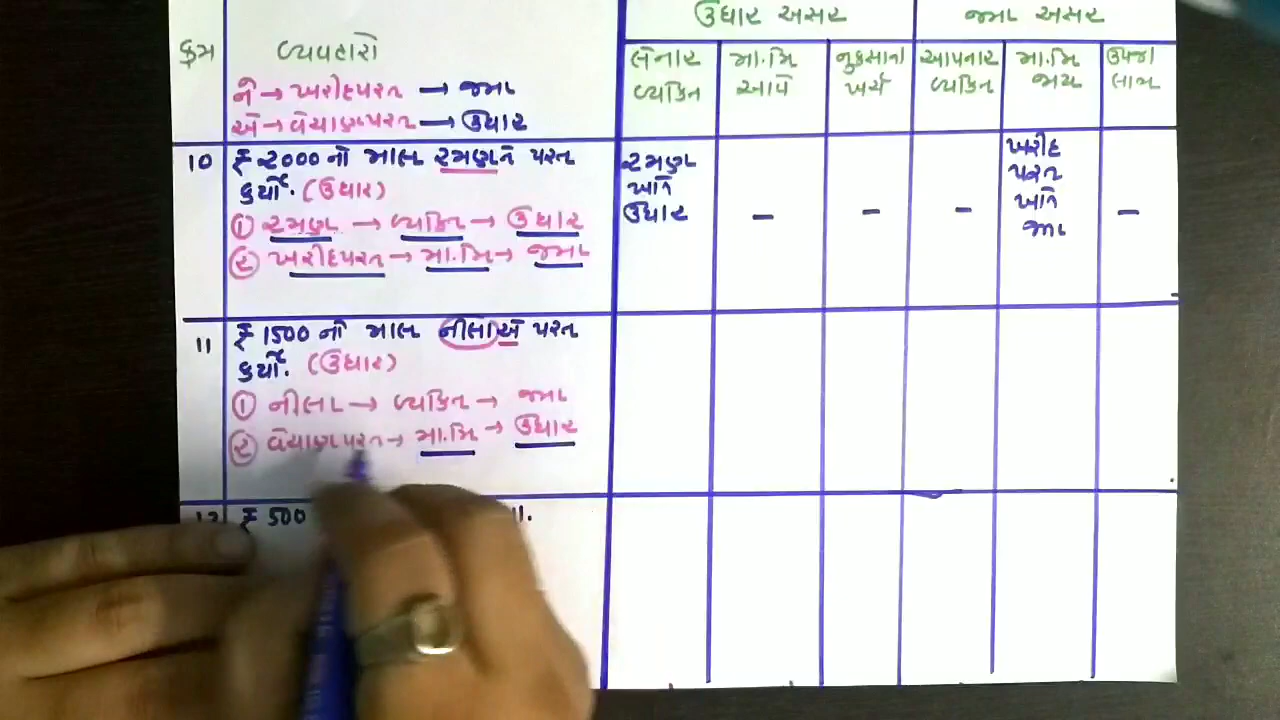 ઉધાર અસર
જમા અસર
ક્રમ
વ્યવહારો
લેનાર વ્યકિત
મા.મિ આવે
નુકસાન ખર્ચ
આપનાર વ્યકિત
મા.મિ જાય
ઉપજ લાભ
ને → ખરીદપરત → જમા
એ → વેચાણપરત → ઉધાર
10
₹ 2000 નો માલ રમણને પરત
કર્યો. (ઉધાર)
① રમણ → વ્યકિત → ઉધાર
② ખરીદપરત → મા.મિ → જમા
રમણ
ખાતે
ઉધાર
–
–
–
ખરીદ
પરત
ખાતે
જમા
–
11
₹ 1500 નો માલ નીલાએ પરત
કર્યો. (ઉધાર)
① નીલા → વ્યકિત → જમા
② વેચાણપરત → મા.મિ → ઉધાર
12
₹ 500